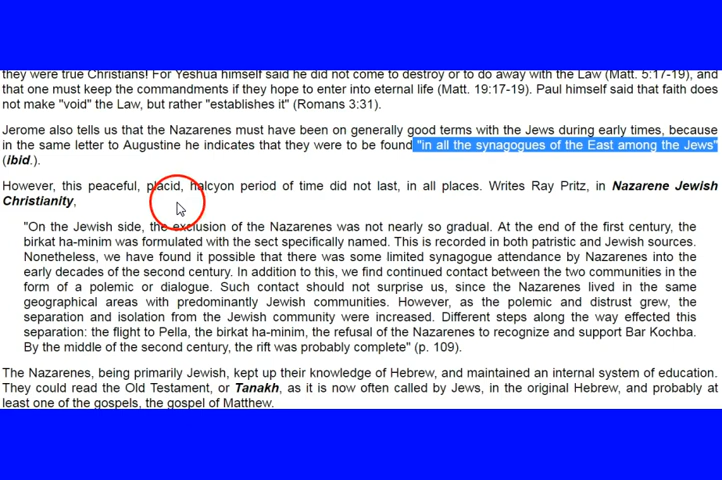 they were true Christians! For Yeshua himself said he did not come to destroy or to do away with the Law (Matt. 5:17-19), and
that one must keep the commandments if they hope to enter into eternal life (Matt. 19:17-19). Paul himself said that faith does
not make "void" the Law, but rather "establishes it" (Romans 3:31).
Jerome also tells us that the Nazarenes must have been on generally good terms with the Jews during early times, because
in the same letter to Augustine he indicates that they were to be found "in all the synagogues of the East among the Jews"
(ibid.).
However, this peaceful, placid, halcyon period of time did not last, in all places. Writes Ray Pritz, in Nazarene Jewish
Christianity,
"On the Jewish side, the exclusion of the Nazarenes was not nearly so gradual. At the end of the first century, the
birkat ha-minim was formulated with the sect specifically named. This is recorded in both patristic and Jewish sources.
Nonetheless, we have found it possible that there was some limited synagogue attendance by Nazarenes into the
early decades of the second century. In addition to this, we find continued contact between the two communities in the
form of a polemic or dialogue. Such contact should not surprise us, since the Nazarenes lived in the same
geographical areas with predominantly Jewish communities. However, as the polemic and distrust grew, the
separation and isolation from the Jewish community were increased. Different steps along the way effected this
separation: the flight to Pella, the birkat ha-minim, the refusal of the Nazarenes to recognize and support Bar Kochba.
By the middle of the second century, the rift was probably complete" (p. 109).
The Nazarenes, being primarily Jewish, kept up their knowledge of Hebrew, and maintained an internal system of education.
They could read the Old Testament, or Tanakh, as it is now often called by Jews, in the original Hebrew, and probably at
least one of the gospels, the gospel of Matthew.